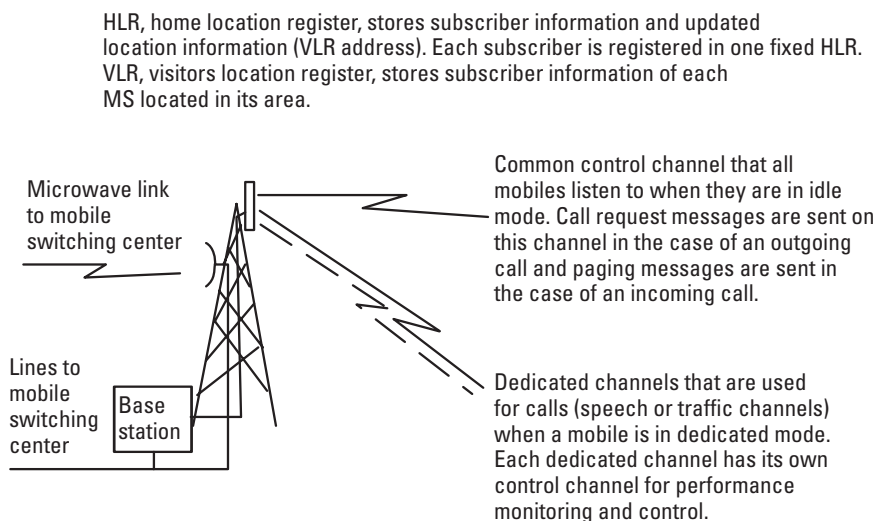 HLR, home location register, stores subscriber information and updated
location information (VLR address). Each subscriber is registered in one fixed HLR.
VLR, visitors location register, stores subscriber information of each
MS located in its area.
Microwave link
to mobile
switching center
Common control channel that all
mobiles listen to when they are in idle
mode. Call request messages are sent on
this channel in the case of an outgoing
call and paging messages are sent in
the case of an incoming call.
Lines to
mobile
switching
center
Base
station
Dedicated channels that are used
for calls (speech or traffic channels)
when a mobile is in dedicated mode.
Each dedicated channel has its own
control channel for performance
monitoring and control.